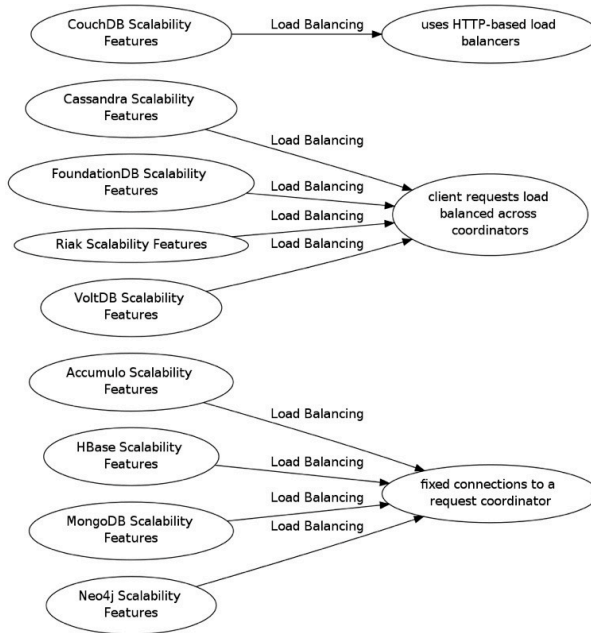 CouchDB Scalability
Features
Load Balancing
uses HTTP-based load
balancers
Cassandra Scalability
Features
Load Balancing
FoundationDB Scalability
Features
Load Balancing
client requests load
balanced across
coordinators
Load Balancing
Riak Scalability Features
Load Balancing
VoltDB Scalability
Features
Accumulo Scalability
Features
Load Balancing
HBase Scalability
Features
Load Balancing
fixed connections to a
request coordinator
Load Balancing
MongoDB Scalability
Features
Load Balancing
Neo4j Scalability
Features